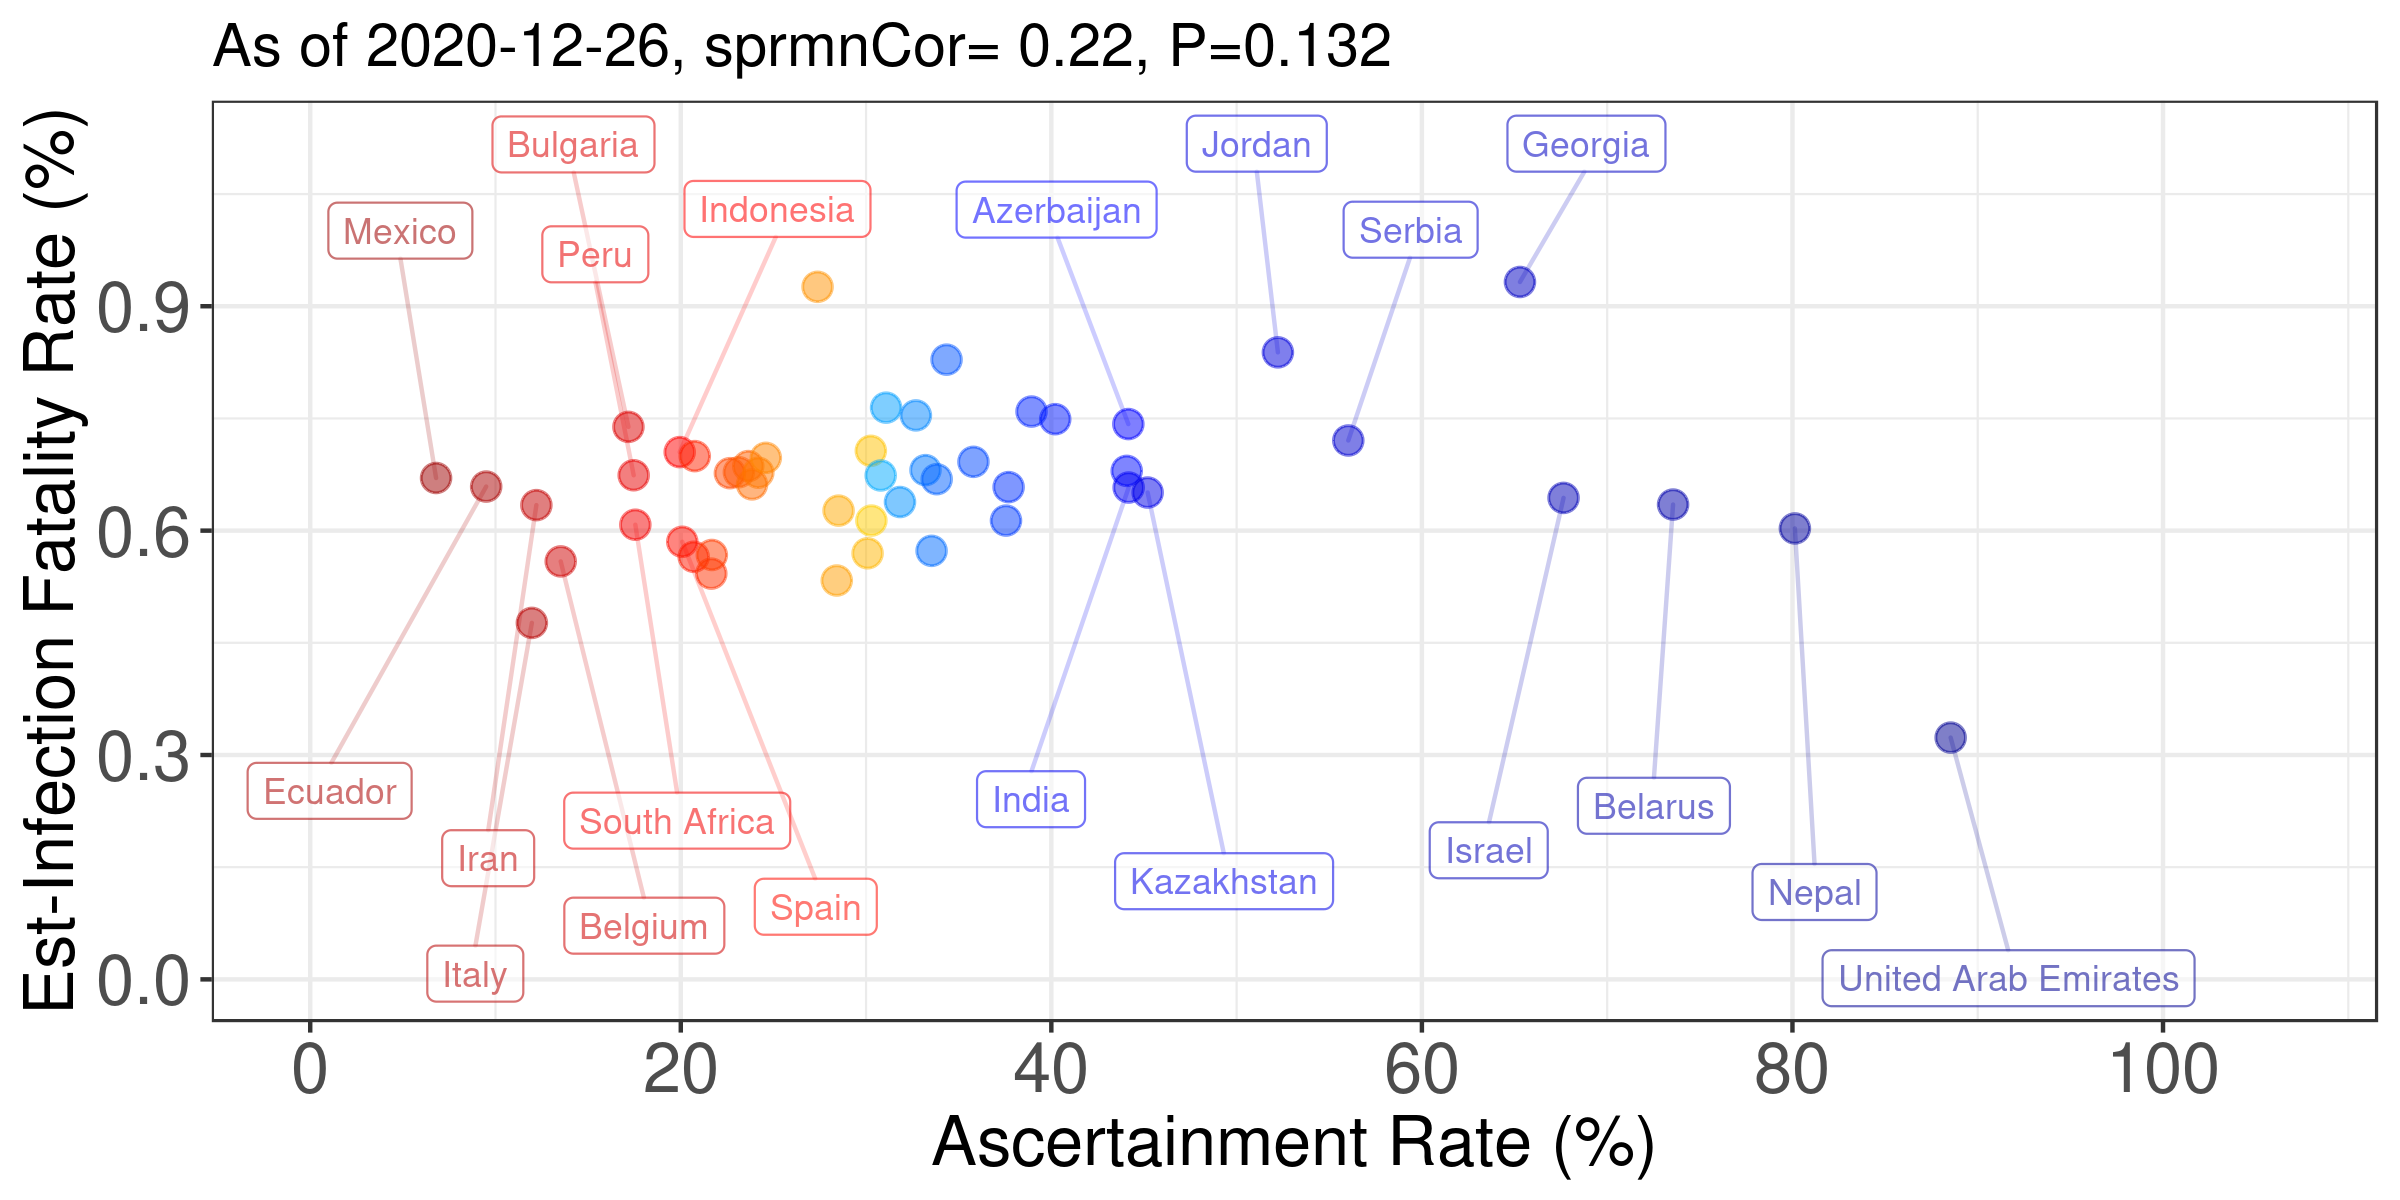 As of 2020-12-26, sprmnCor= 0.22, P=0.132
Est-Infection Fatality Rate (%)
0.9
0.6
0.3
0.0
Bulgaria
Jordan
Georgia
Mexico
Indonesia
Azerbaijan
Serbia
Peru
Ecuador
India
Belarus
South Africa
Iran
Israel
Kazakhstan
Nepal
Spain
Belgium
Italy
United Arab Emirates
0 20 40 60 80 100
Ascertainment Rate (%)